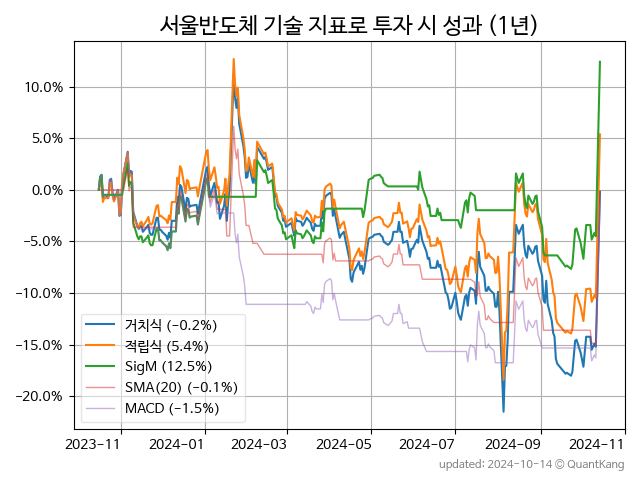 서울반도체 기술 지표로 투자 시 성과 (1년)
10.0%
5.0%
0.0%
−5.0%
−10.0%
−15.0%
−20.0%
거치식 (−0.2%)
적립식 (5.4%)
SigM (12.5%)
SMA(20) (−0.1%)
MACD (−1.5%)
2023-11 2024-01 2024-03 2024-05 2024-07 2024-09 2024-11
updated: 2024-10-14 © QuantKang